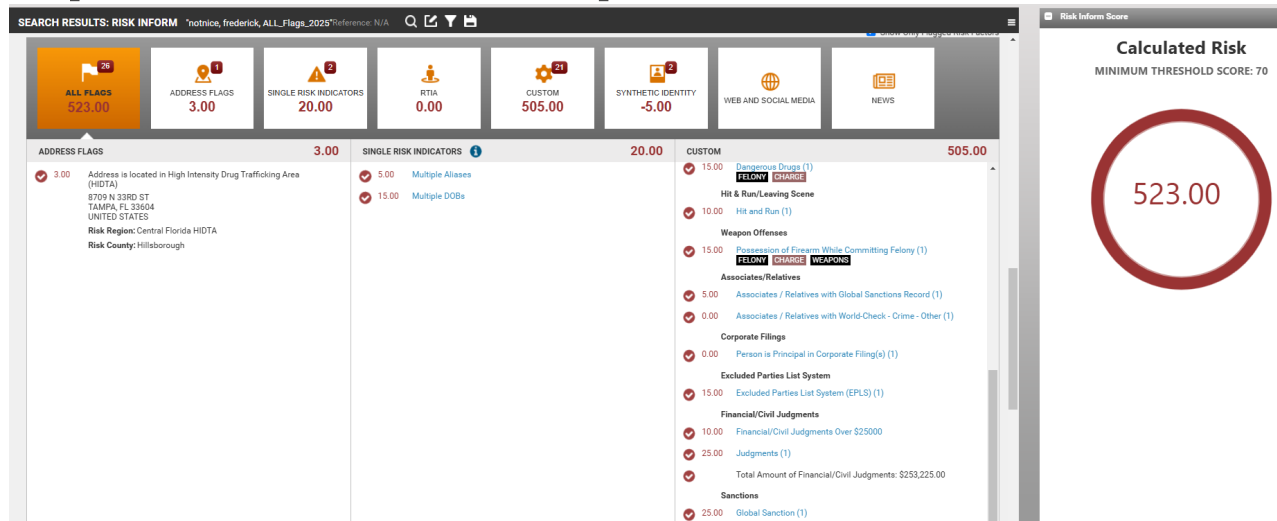 SEARCH RESULTS: RISK INFORM "notnice, frederick, ALL_Flags_2025"Reference: N/A
Risk Inform Score
Show Only Flagged Risk Factors
26
ALL FLAGS
523.00
1
ADDRESS FLAGS
3.00
2
SINGLE RISK INDICATORS
20.00
RTIA
0.00
21
CUSTOM
505.00
2
SYNTHETIC IDENTITY
-5.00
WEB AND SOCIAL MEDIA
NEWS
Calculated Risk
MINIMUM THRESHOLD SCORE: 70
523.00
ADDRESS FLAGS 3.00
3.00 Address is located in High Intensity Drug Trafficking Area
(HIDTA)
8709 N 33RD ST
TAMPA, FL 33604
UNITED STATES
Risk Region: Central Florida HIDTA
Risk County: Hillsborough
SINGLE RISK INDICATORS 20.00
5.00 Multiple Aliases
15.00 Multiple DOBs
CUSTOM 505.00
15.00 Dangerous Drugs (1)
FELONY CHARGE
Hit & Run/Leaving Scene
10.00 Hit and Run (1)
Weapon Offenses
15.00 Possession of Firearm While Committing Felony (1)
FELONY CHARGE WEAPONS
Associates/Relatives
5.00 Associates / Relatives with Global Sanctions Record (1)
0.00 Associates / Relatives with World-Check - Crime - Other (1)
Corporate Filings
0.00 Person is Principal in Corporate Filing(s) (1)
Excluded Parties List System
15.00 Excluded Parties List System (EPLS) (1)
Financial/Civil Judgments
10.00 Financial/Civil Judgments Over $25000
25.00 Judgments (1)
Total Amount of Financial/Civil Judgments: $253,225.00
Sanctions
25.00 Global Sanction (1)